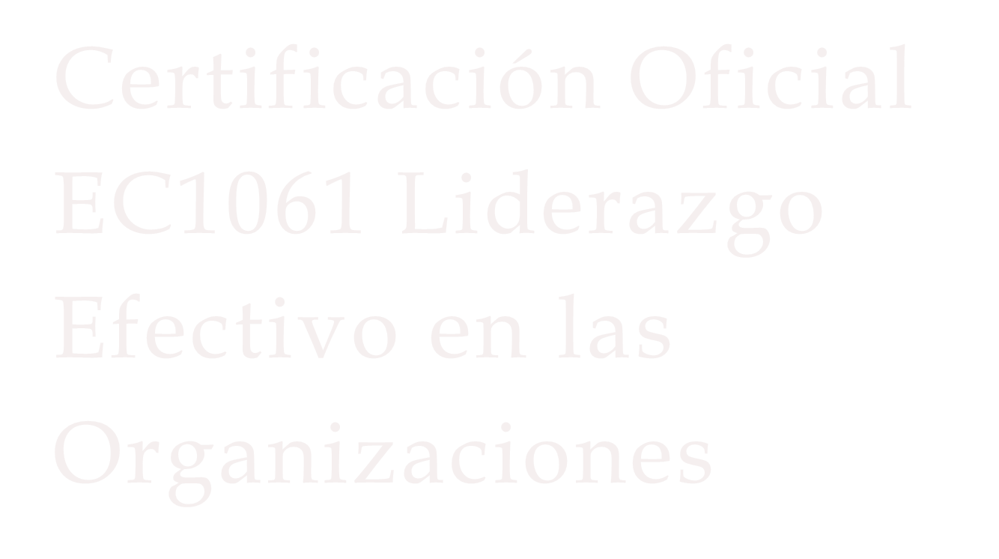 Certificación Oficial
EC1061 Liderazgo
Efectivo en las
Organizaciones